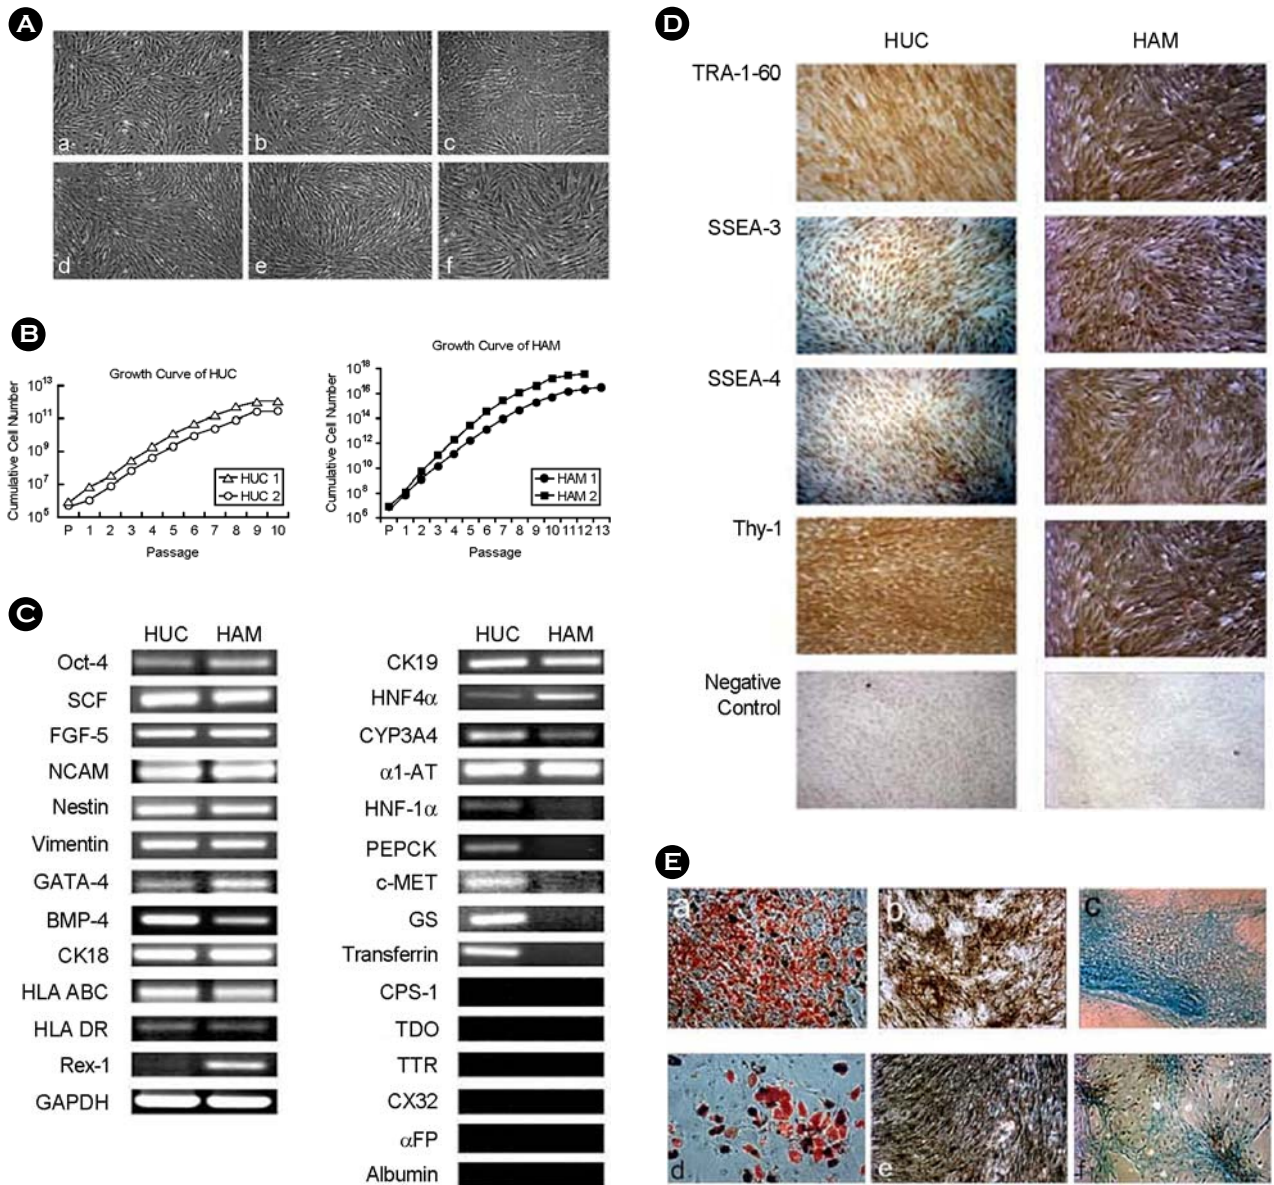 A
a
b
c
d
e
f
B
Growth Curve of HUC
Cumulative Cell Number
10^13
10^11
10^9
10^7
10^5
HUC 1
HUC 2
P 1 2 3 4 5 6 7 8 9 10
Passage
Growth Curve of HAM
Cumulative Cell Number
10^18
10^16
10^-14
10^-12
10^-10
10^-8
10^6
HAM 1
HAM 2
P 1 2 3 4 5 6 7 8 9 10 11 12 13
Passage
C
HUC HAM
Oct-4
SCF
FGF-5
NCAM
Nestin
Vimentin
GATA-4
BMP-4
CK18
HLA ABC
HLA DR
Rex-1
GAPDH
HUC HAM
CK19
HNF4α
CYP3A4
α1-AT
HNF-1α
PEPCK
c-MET
GS
Transferrin
CPS-1
TDO
TTR
CX32
αFP
Albumin
D
HUC HAM
TRA-1-60
SSEA-3
SSEA-4
Thy-1
Negative
Control
E
a
b
c
d
e
f